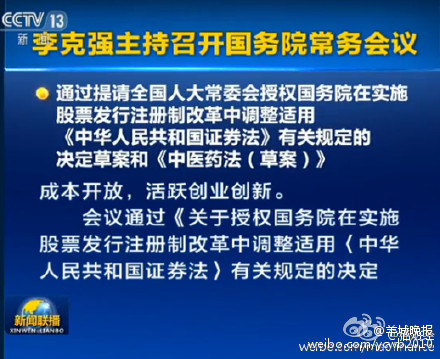 CCTV 13
新闻
李克强主持召开国务院常务会议
通过提请全国人大常委会授权国务院在实施
股票发行注册制改革中调整适用
《中华人民共和国证券法》有关规定的
决定草案和《中医药法（草案）》
成本开放，活跃创业创新。
会议通过《关于授权国务院在实施
股票发行注册制改革中调整适用〈中华
人民共和国证券法〉有关规定的决定
新闻联播
XINWEN LIANBO
@羊城晚报
weibo.com/ycwb2010